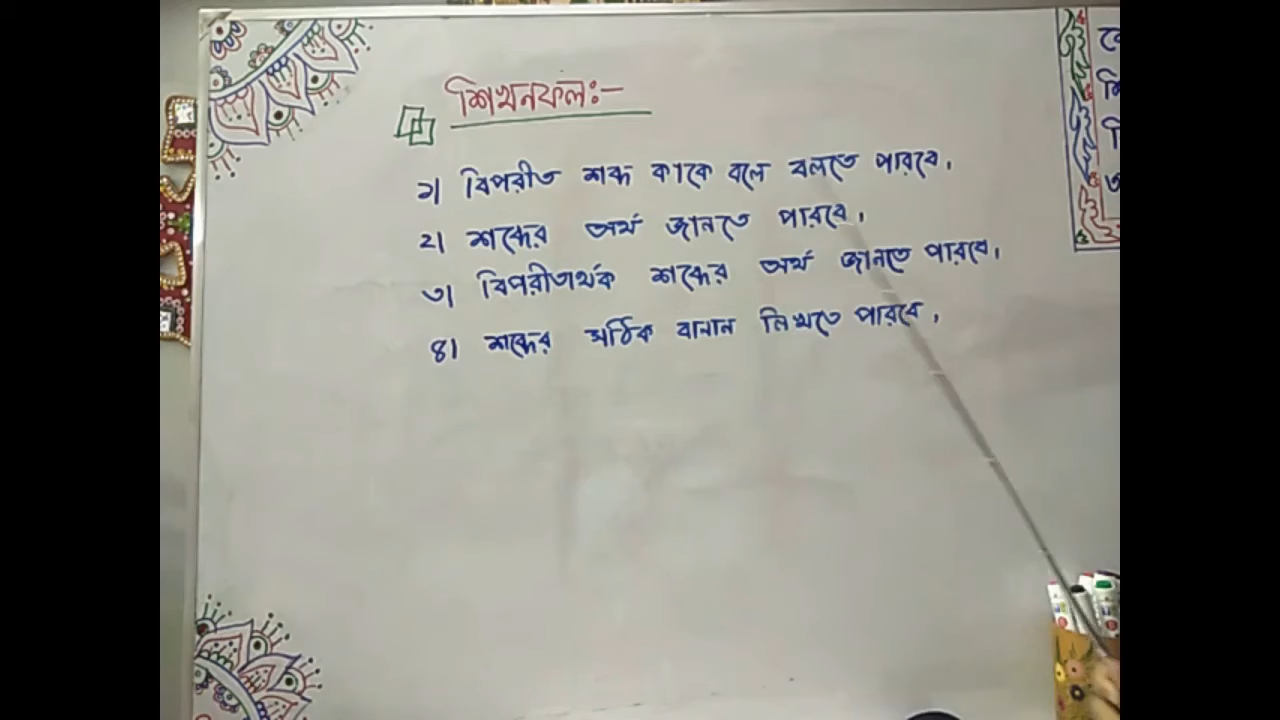 শিখনফলঃ-
১। বিপরীত শব্দ কাকে বলে বলতে পারবে,
২। শব্দের অর্থ জানতে পারবে,
৩। বিপরীতার্থক শব্দের অর্থ জানতে পারবে,
৪। শব্দের সঠিক বানান লিখতে পারবে,